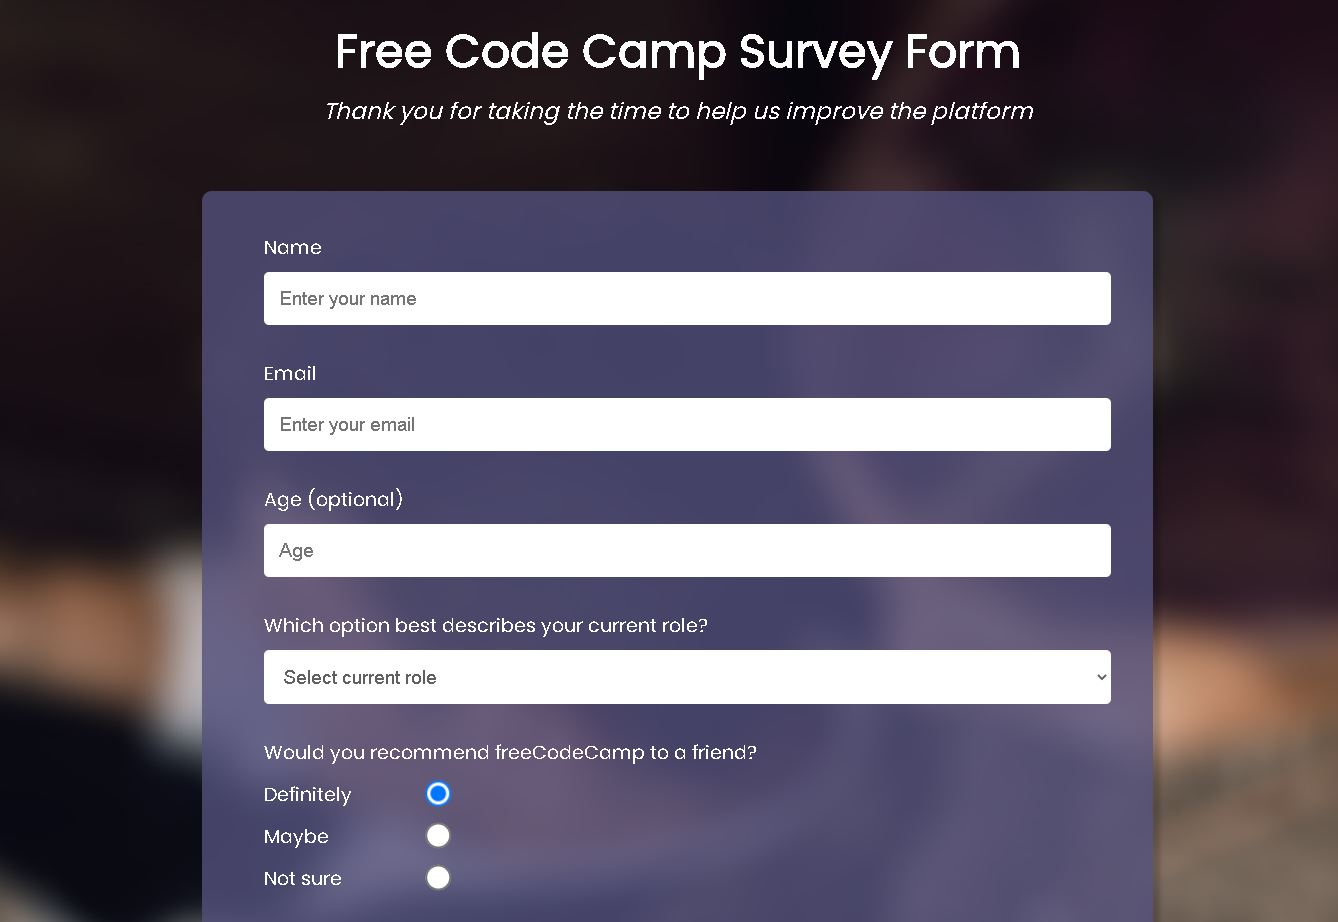 Free Code Camp Survey Form
Thank you for taking the time to help us improve the platform
Name
Enter your name
Email
Enter your email
Age (optional)
Age
Which option best describes your current role?
Select current role
Would you recommend freeCodeCamp to a friend?
Definitely
Maybe
Not sure